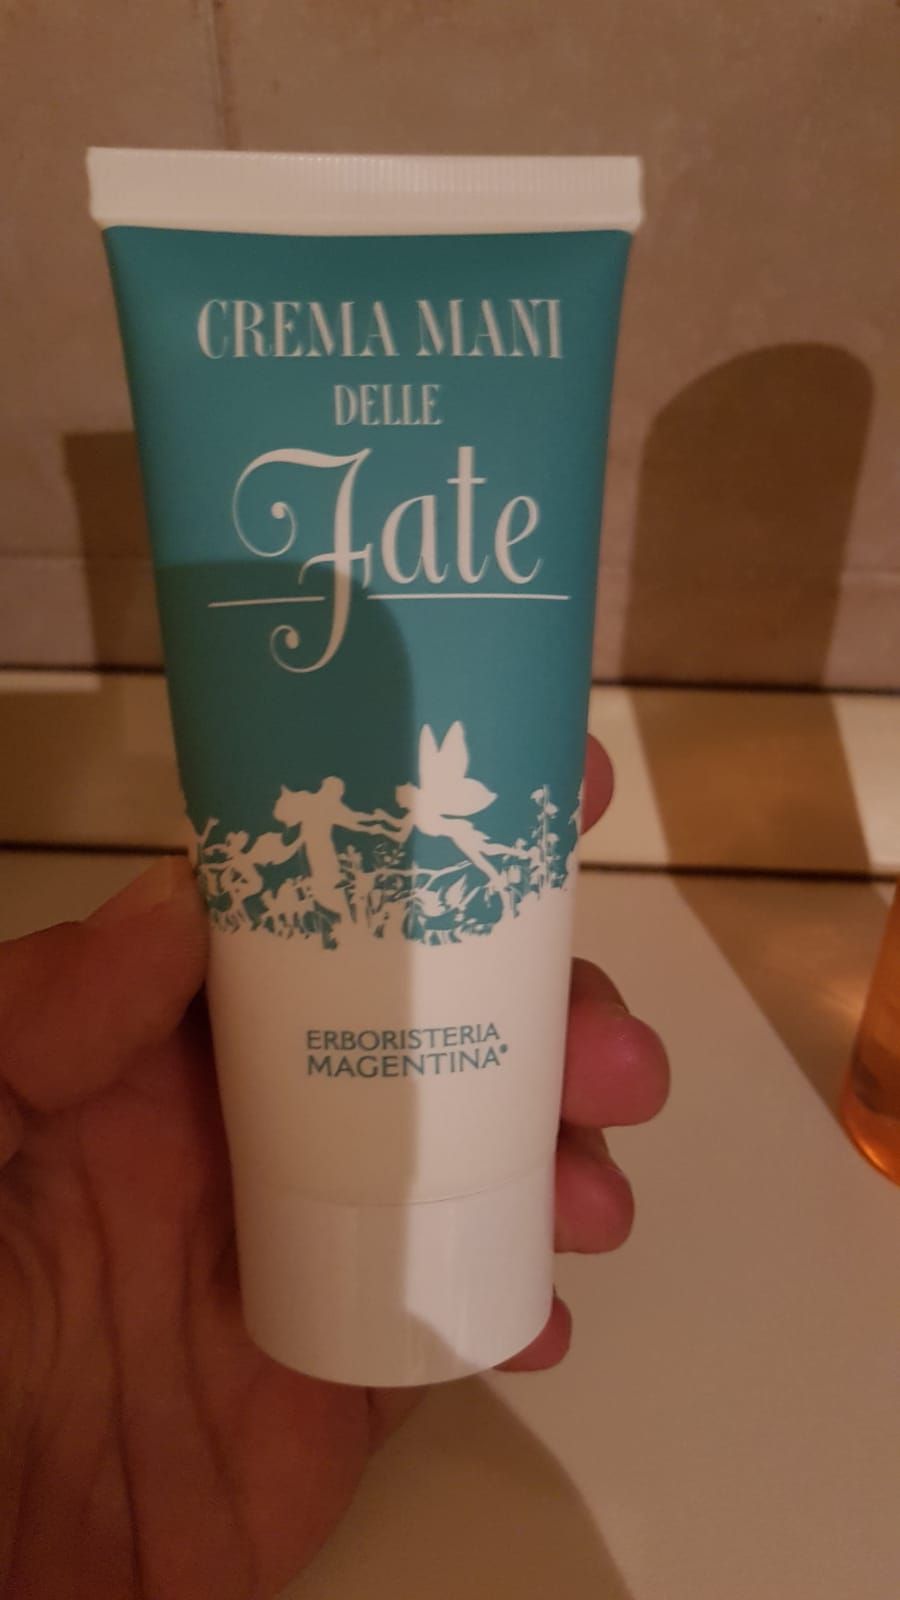 CREMA MANI
DELLE
Fate
ERBORISTERIA
MAGENTINA®